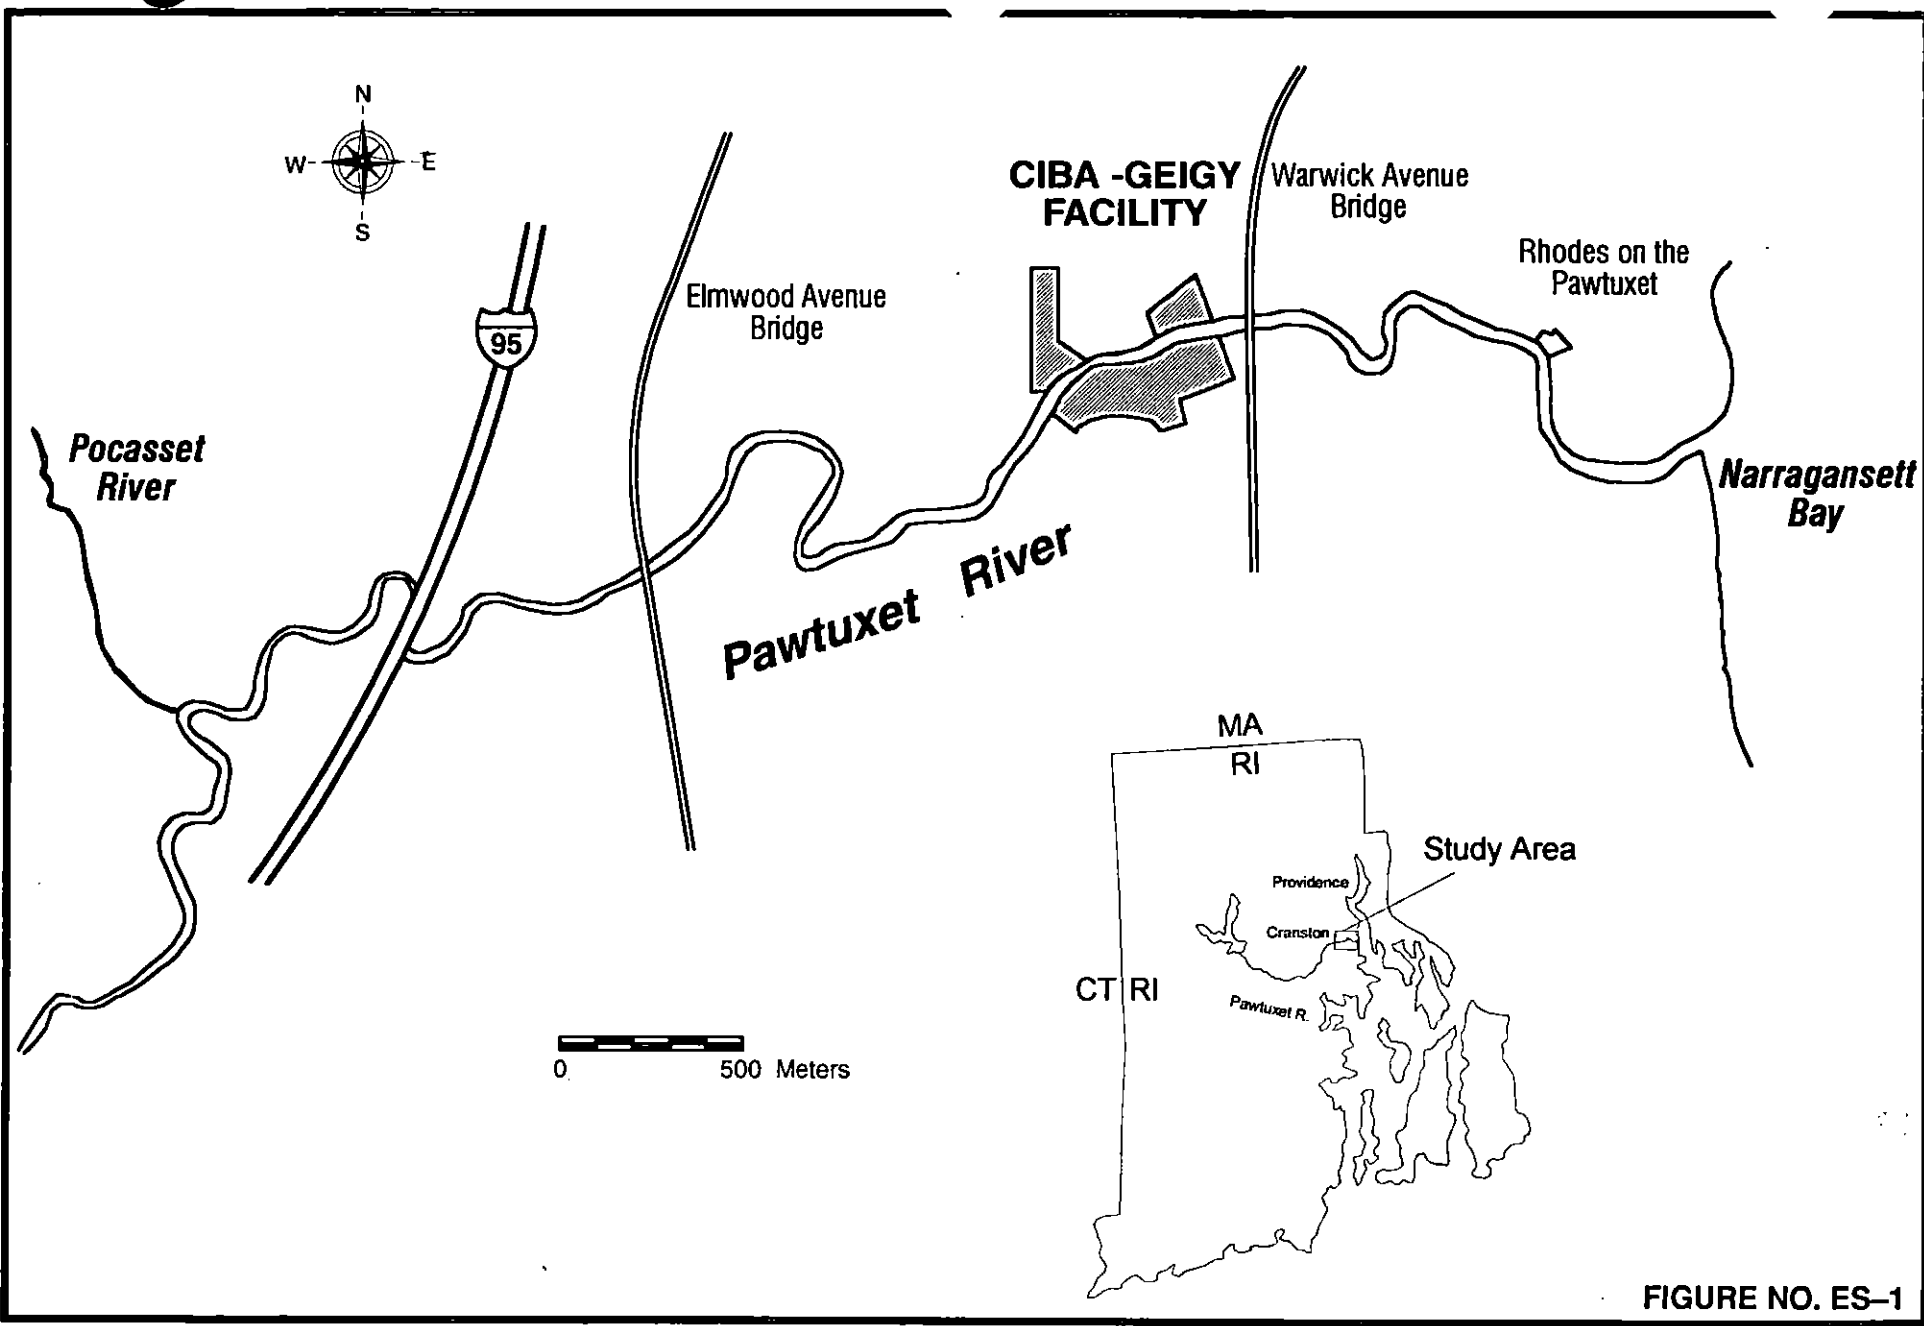 N
W
E
S
CIBA -GEIGY
FACILITY
Warwick Avenue
Bridge
Rhodes on the
Pawtuxet
Elmwood Avenue
Bridge
95
Pocasset
River
Narragansett
Bay
Pawtuxet River
MA
RI
Study Area
Providence
Cranston
CT RI
Pawtuxet R.
0 500 Meters
FIGURE NO. ES–1